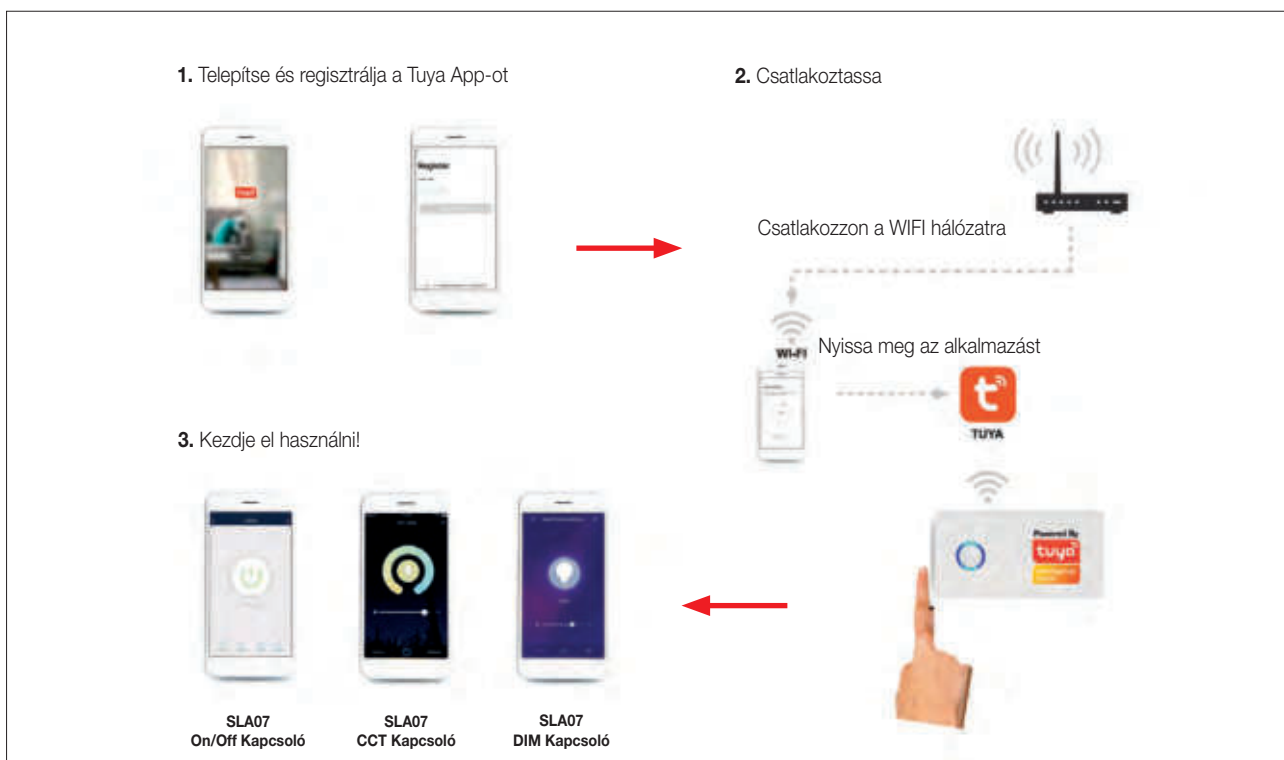 1. Telepítse és regisztrálja a Tuya App-ot
Register
2. Csatlakoztassa
Csatlakozzon a WIFI hálózatra
WI-FI
Nyissa meg az alkalmazást
TUYA
Powered By
tuya
3. Kezdje el használni!
SLA07
On/Off Kapcsoló
SLA07
CCT Kapcsoló
SLA07
DIM Kapcsoló